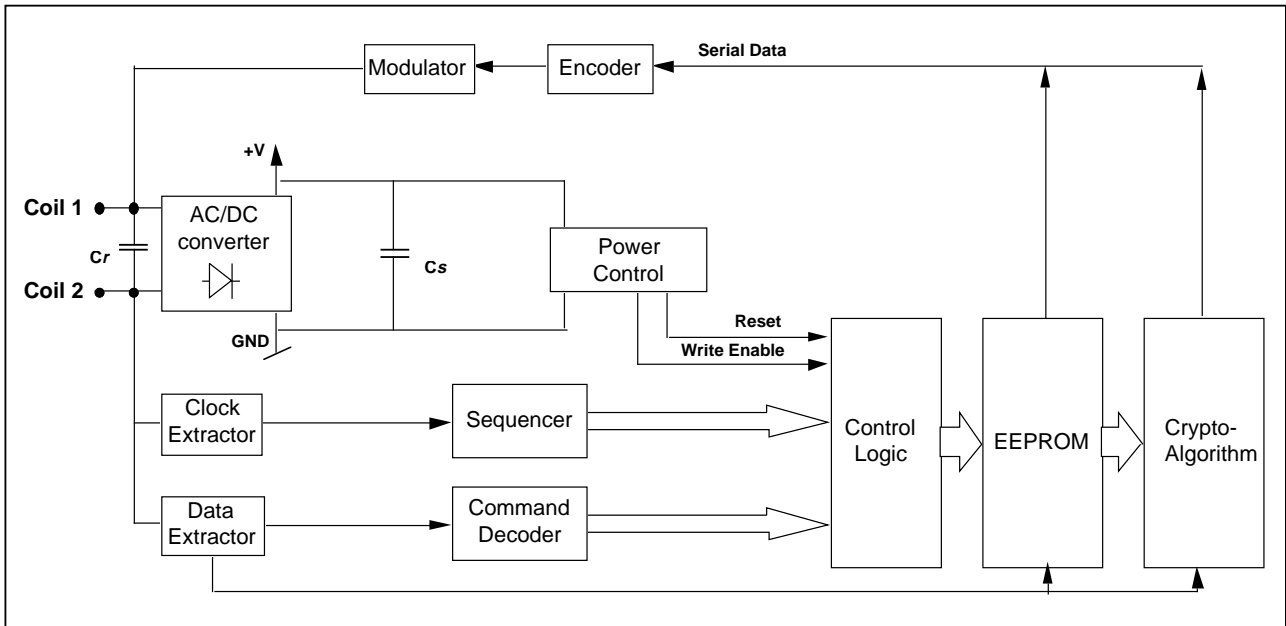 Serial Data
Modulator
Encoder
+V
Coil 1
AC/DC
converter
Cr
Cs
Power
Control
Coil 2
GND
Reset
Write Enable
Clock
Extractor
Sequencer
Control
Logic
EEPROM
Crypto-
Algorithm
Data
Extractor
Command
Decoder